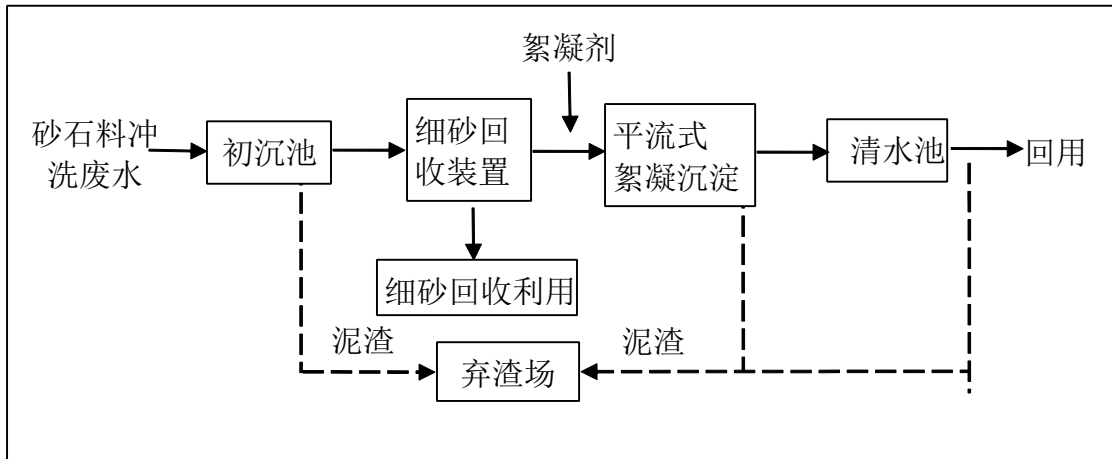 絮凝剂
砂石料冲
洗废水
初沉池
细砂回
收装置
平流式
絮凝沉淀
清水池
回用
细砂回收利用
泥渣
弃渣场
泥渣